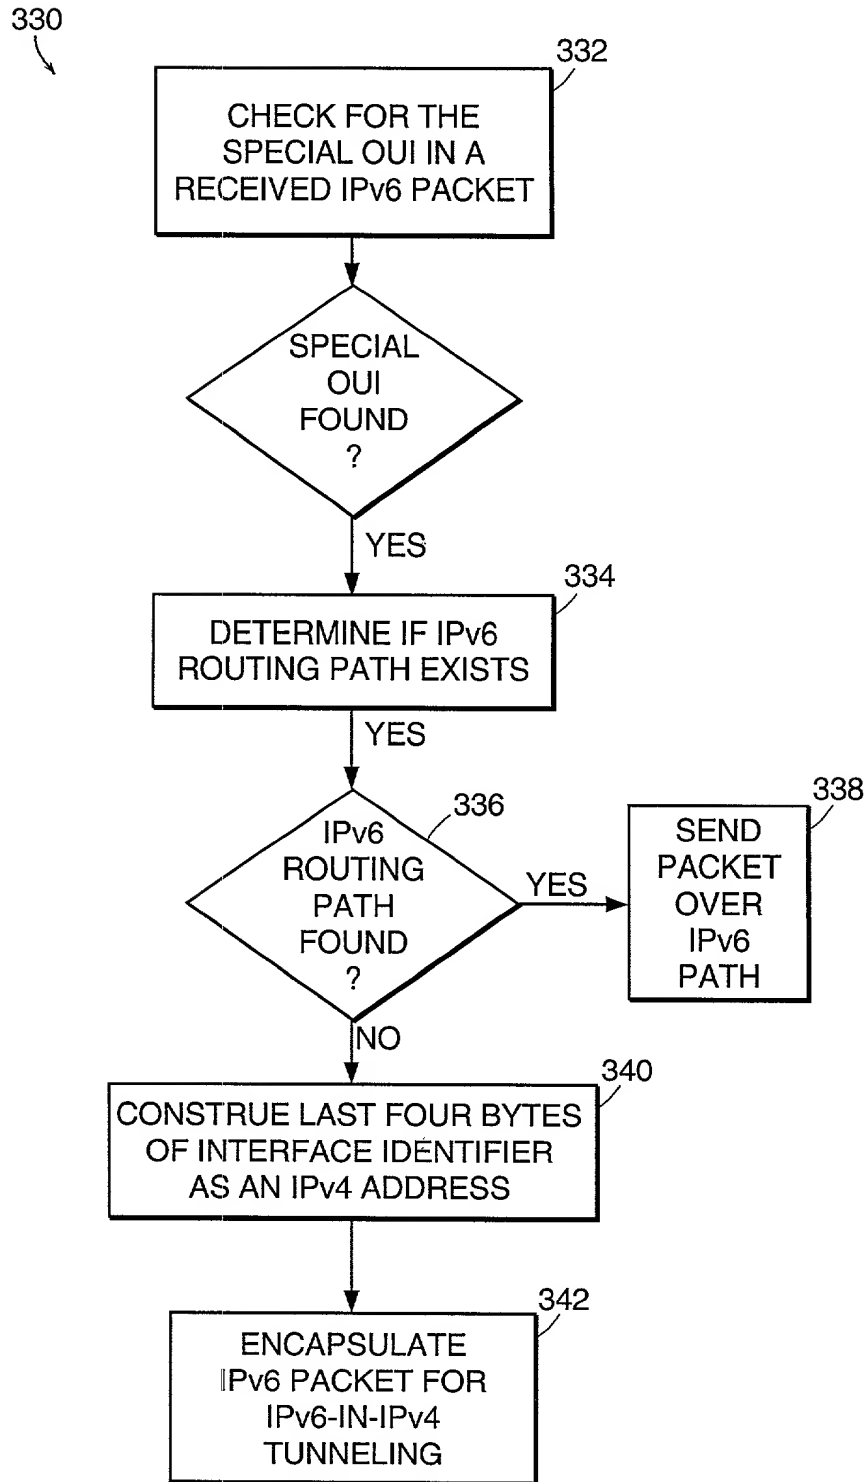 330
332
CHECK FOR THE
SPECIAL OUI IN A
RECEIVED IPv6 PACKET
SPECIAL
OUI
FOUND
?
YES
334
DETERMINE IF IPv6
ROUTING PATH EXISTS
YES
336
IPv6
ROUTING
PATH
FOUND
?
YES
338
SEND
PACKET
OVER
IPv6
PATH
NO
340
CONSTRUE LAST FOUR BYTES
OF INTERFACE IDENTIFIER
AS AN IPv4 ADDRESS
342
ENCAPSULATE
IPv6 PACKET FOR
IPv6-IN-IPv4
TUNNELING